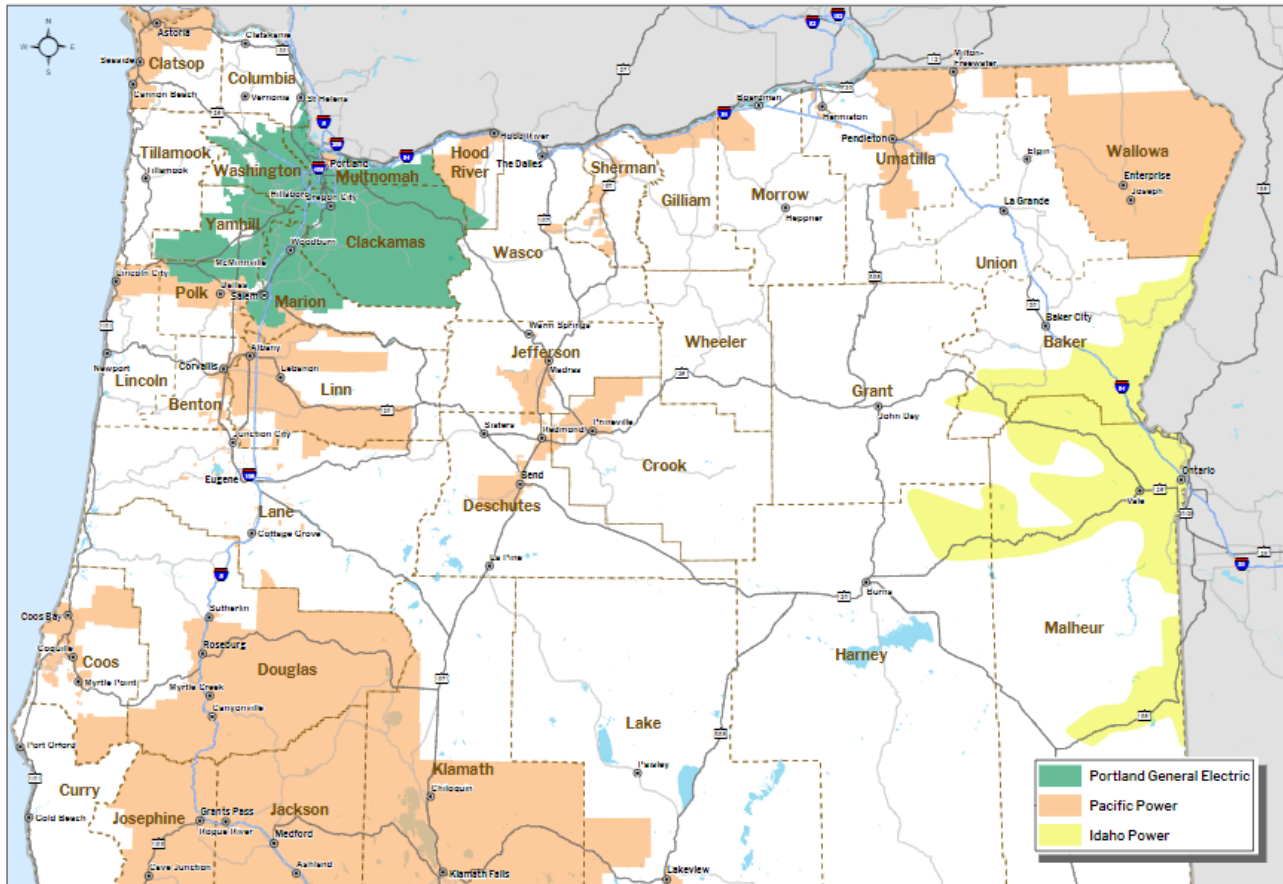 N
W
E
S
Astoria
Clatskanie
Seaside
Clatsop
Columbia
Cannon Beach
Vernonia
St Helens
Milton-
Freewater
Boardman
Hermiston
Hood River
The Dalles
Pendleton
Tillamook
Tillamook
Washington
Portland
Multnomah
Hood
River
Sherman
Umatilla
Elgin
Wallowa
Enterprise
Joseph
Hillsboro
Oregon City
Gilliam
Morrow
Heppner
La Grande
Yamhill
Woodburn
Clackamas
Wasco
Union
McMinnville
Lincoln City
Polk
Dallas
Salem
Marion
Baker City
Baker
Warm Springs
Jefferson
Madras
Wheeler
Albany
Newport
Corvallis
Lebanon
Lincoln
Linn
Benton
Grant
John Day
Junction City
Sisters
Redmond
Prineville
Crook
Ontario
Vale
Eugene
Bend
Deschutes
Lane
Cottage Grove
La Pine
Burns
Sutherlin
Coos Bay
Roseburg
Malheur
Coquille
Coos
Douglas
Harney
Myrtle Point
Myrtle Creek
Canyonville
Lake
Port Orford
Paisley
Klamath
Chiloquin
Curry
Gold Beach
Josephine
Grants Pass
Jackson
Rogue River
Medford
Cave Junction
Ashland
Klamath Falls
Lakeview
Portland General Electric
Pacific Power
Idaho Power